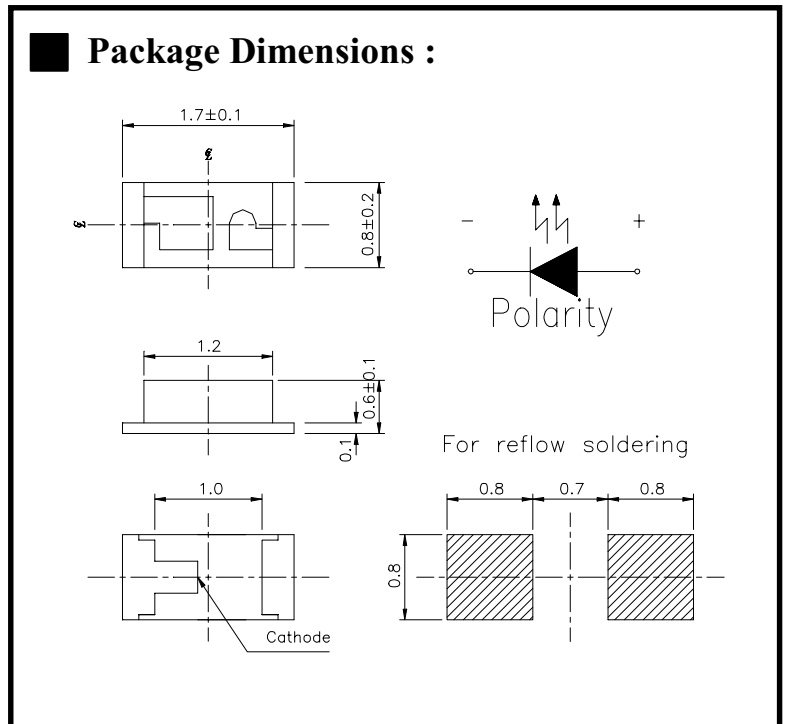 Package Dimensions :
1.7±0.1
℄
℄
0.8±0.2
- +
Polarity
1.2
0.6±0.1
0.1
For reflow soldering
1.0
0.8 0.7 0.8
0.8
Cathode